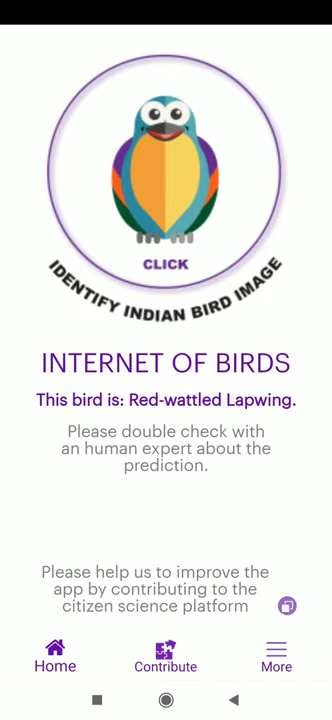 CLICK
IDENTIFY INDIAN BIRD IMAGE
INTERNET OF BIRDS
This bird is: Red-wattled Lapwing.
Please double check with
an human expert about the
prediction.
Please help us to improve the
app by contributing to the
citizen science platform
Home
Contribute
More